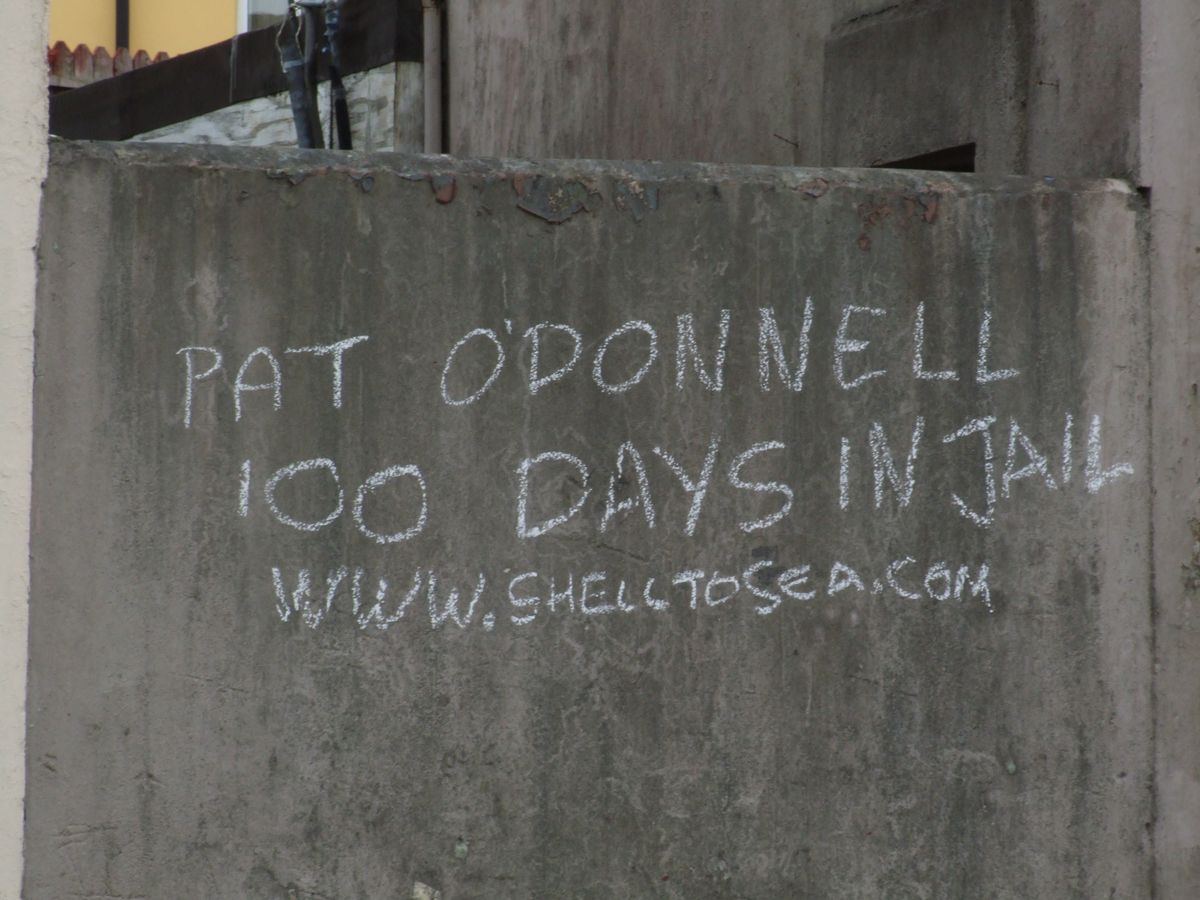 PAT O'DONNELL
100 DAYS IN JAIL
WWW.SHELLTOSEA.COM